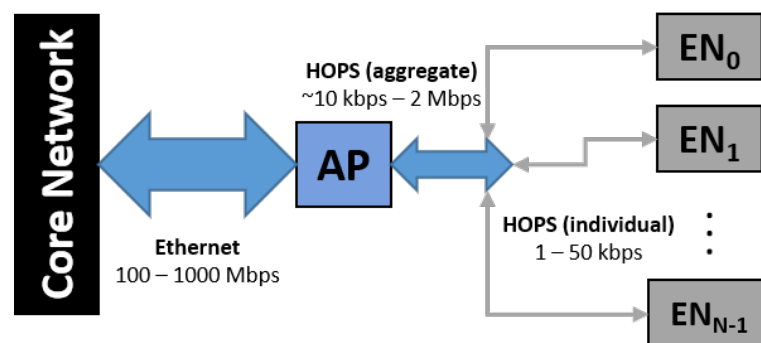 Core Network
Ethernet
100 – 1000 Mbps
AP
HOPS (aggregate)
~10 kbps – 2 Mbps
HOPS (individual)
1 – 50 kbps
EN₀
EN₁
⋮
EN_N-1